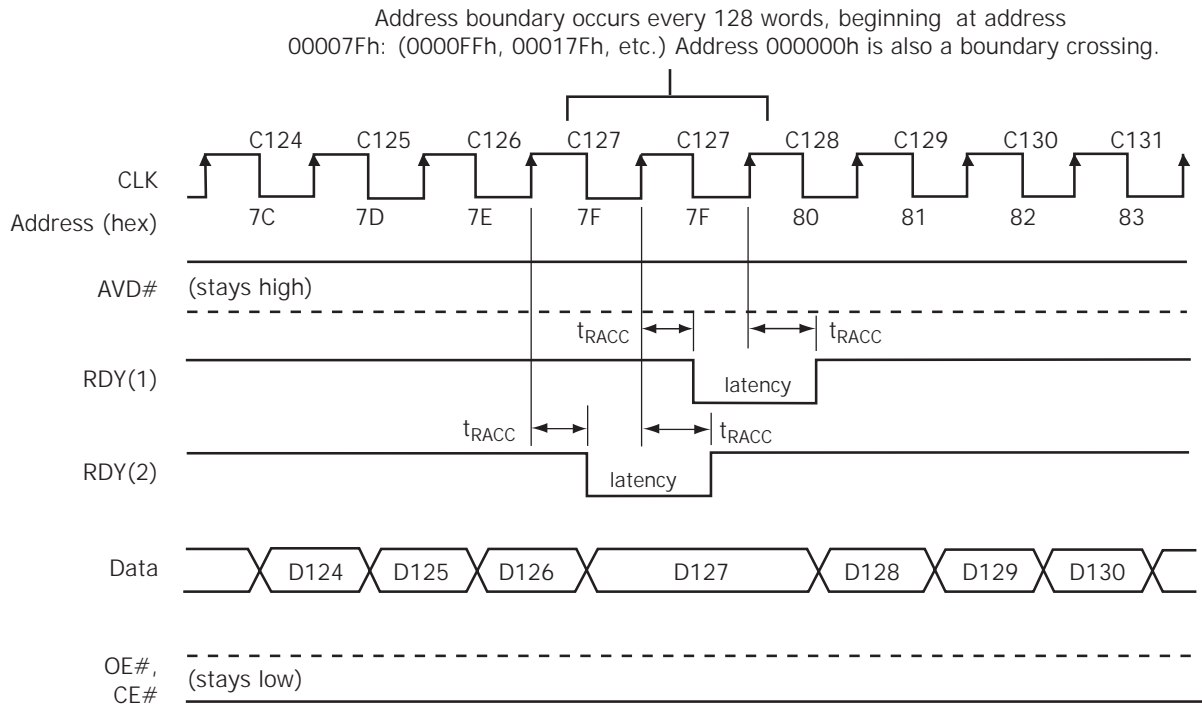 Address boundary occurs every 128 words, beginning at address
00007Fh: (0000FFh, 00017Fh, etc.) Address 000000h is also a boundary crossing.
C124 C125 C126 C127 C127 C128 C129 C130 C131
CLK
Address (hex) 7C 7D 7E 7F 7F 80 81 82 83
AVD# (stays high)
tRACC tRACC
RDY(1) latency
tRACC tRACC
RDY(2) latency
Data D124 D125 D126 D127 D128 D129 D130
OE#,
CE# (stays low)